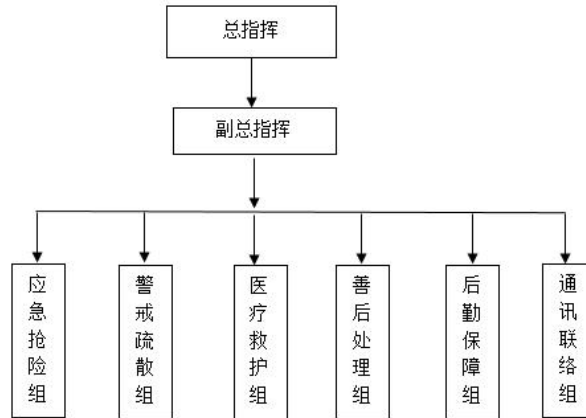 总指挥
副总指挥
应急抢险组
警戒疏散组
医疗救护组
善后处理组
后勤保障组
通讯联络组